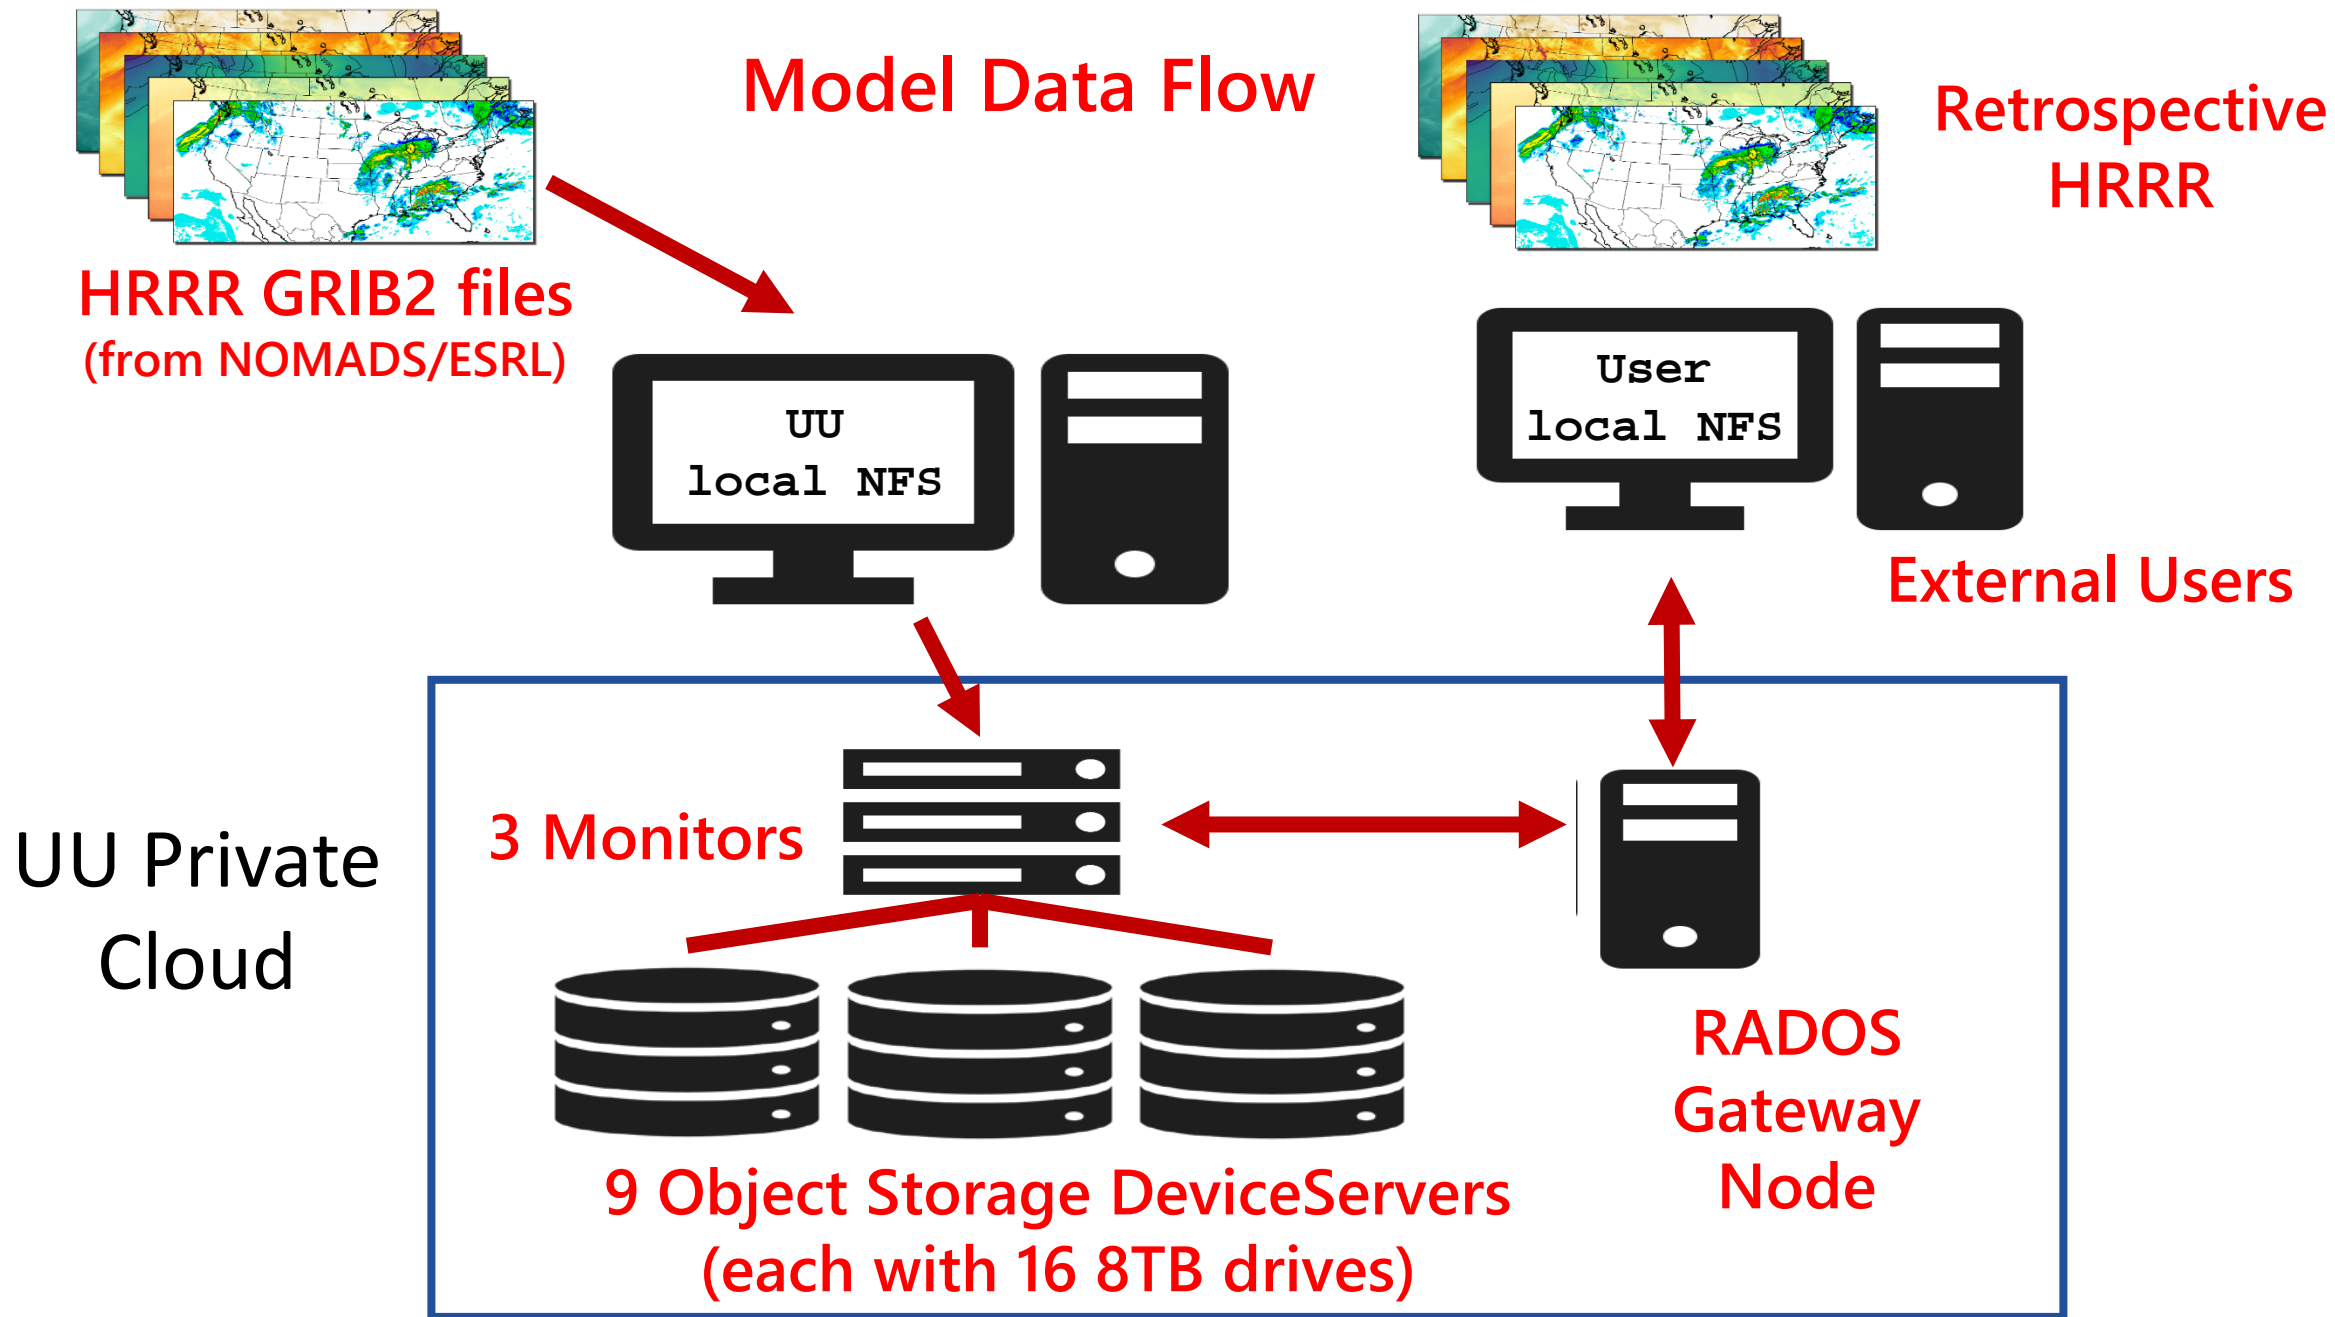 Model Data Flow
HRRR GRIB2 files
(from NOMADS/ESRL)
Retrospective
HRRR
UU
local NFS
User
local NFS
External Users
UU Private
Cloud
3 Monitors
9 Object Storage DeviceServers
(each with 16 8TB drives)
RADOS
Gateway
Node